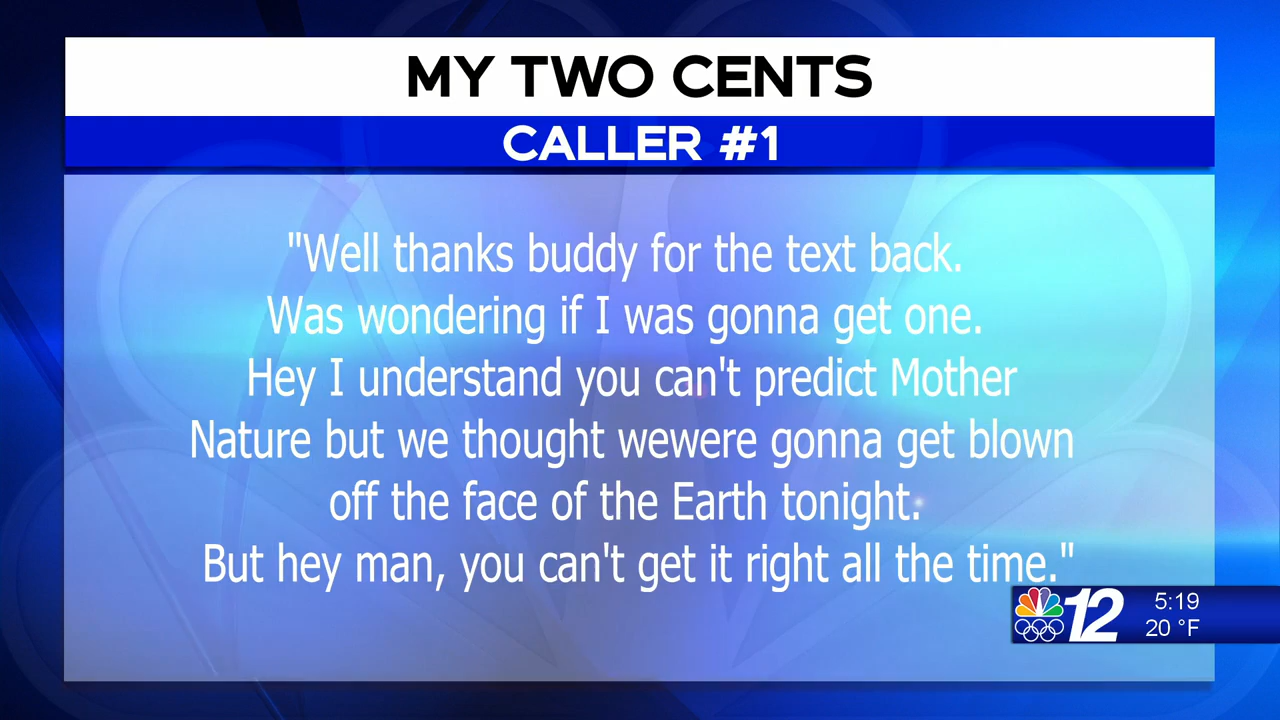 MY TWO CENTS
CALLER #1
"Well thanks buddy for the text back.
Was wondering if I was gonna get one.
Hey I understand you can't predict Mother
Nature but we thought wewere gonna get blown
off the face of the Earth tonight.
But hey man, you can't get it right all the time."
12
5:19
20 °F